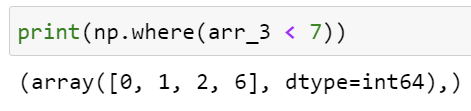 print(np.where(arr_3 < 7))
(array([0, 1, 2, 6], dtype=int64),)